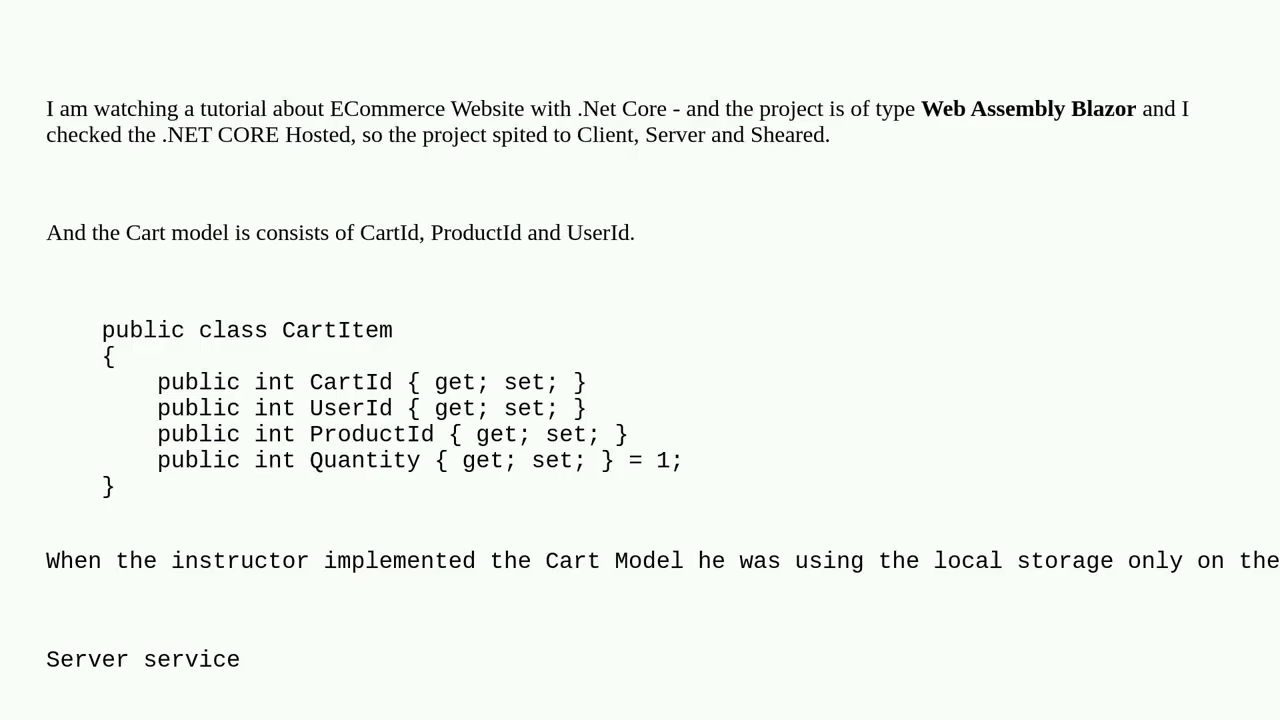 I am watching a tutorial about ECommerce Website with .Net Core - and the project is of type Web Assembly Blazor and I
checked the .NET CORE Hosted, so the project spited to Client, Server and Sheared.
And the Cart model is consists of CartId, ProductId and UserId.
public class CartItem
{
public int CartId { get; set; }
public int UserId { get; set; }
public int ProductId { get; set; }
public int Quantity { get; set; } = 1;
}
When the instructor implemented the Cart Model he was using the local storage only on the
Server service